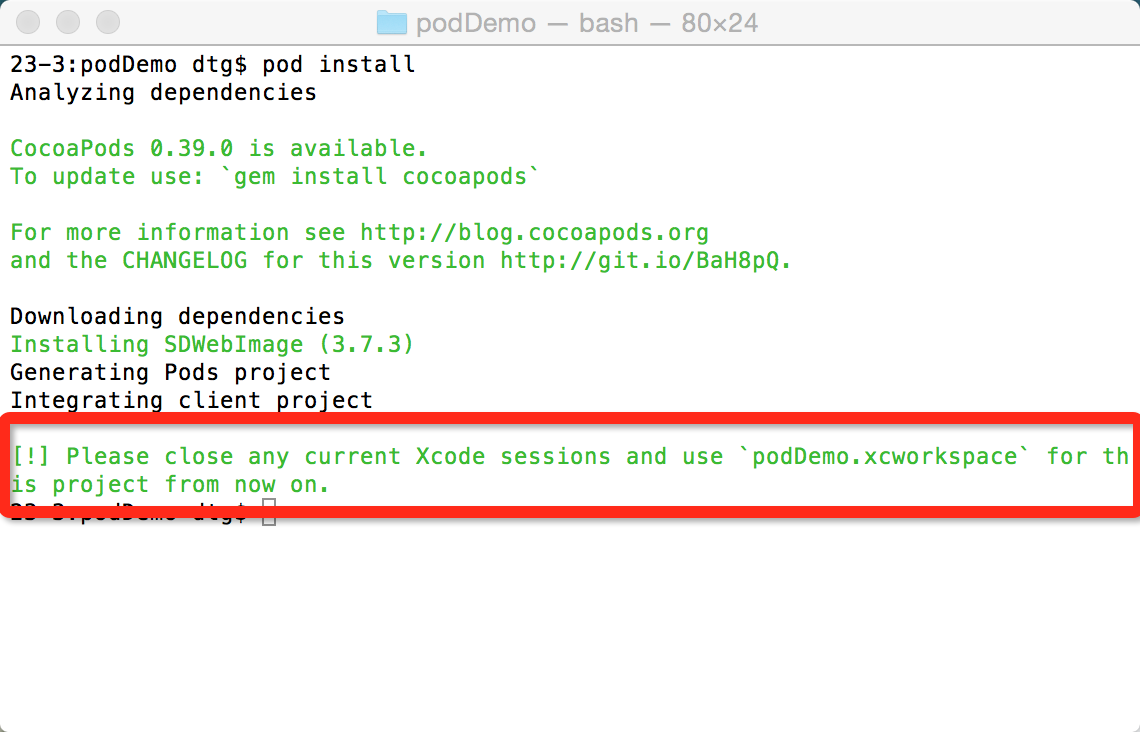 podDemo — bash — 80×24
23-3:podDemo dtg$ pod install
Analyzing dependencies
CocoaPods 0.39.0 is available.
To update use: `gem install cocoapods`
For more information see http://blog.cocoapods.org
and the CHANGELOG for this version http://git.io/BaH8pQ.
Downloading dependencies
Installing SDWebImage (3.7.3)
Generating Pods project
Integrating client project
[!] Please close any current Xcode sessions and use `podDemo.xcworkspace` for th
is project from now on.
23-3:podDemo dtg$